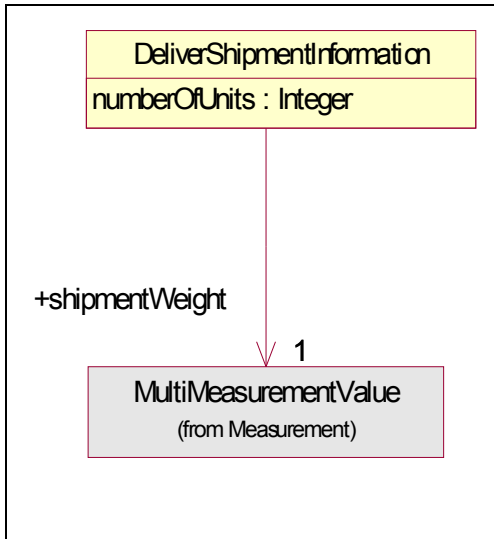 DeliverShipmentInformation
numberOfUnits : Integer
+shipmentWeight
1
MultiMeasurementValue
(from Measurement)